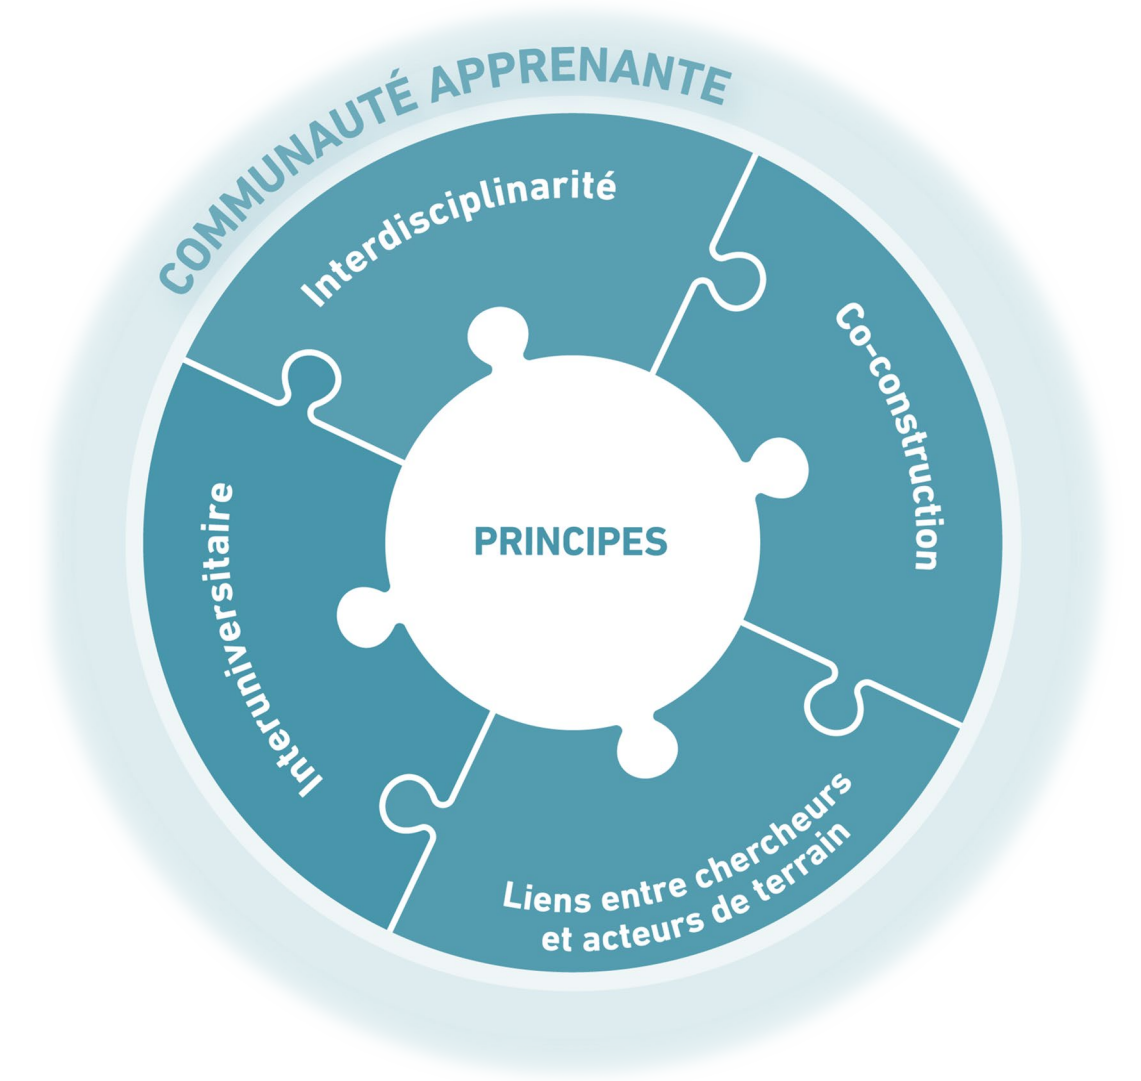 COMMUNAUTÉ APPRENANTE
Interdisciplinarité
Co-construction
PRINCIPES
Interuniversitaire
Liens entre chercheurs
et acteurs de terrain